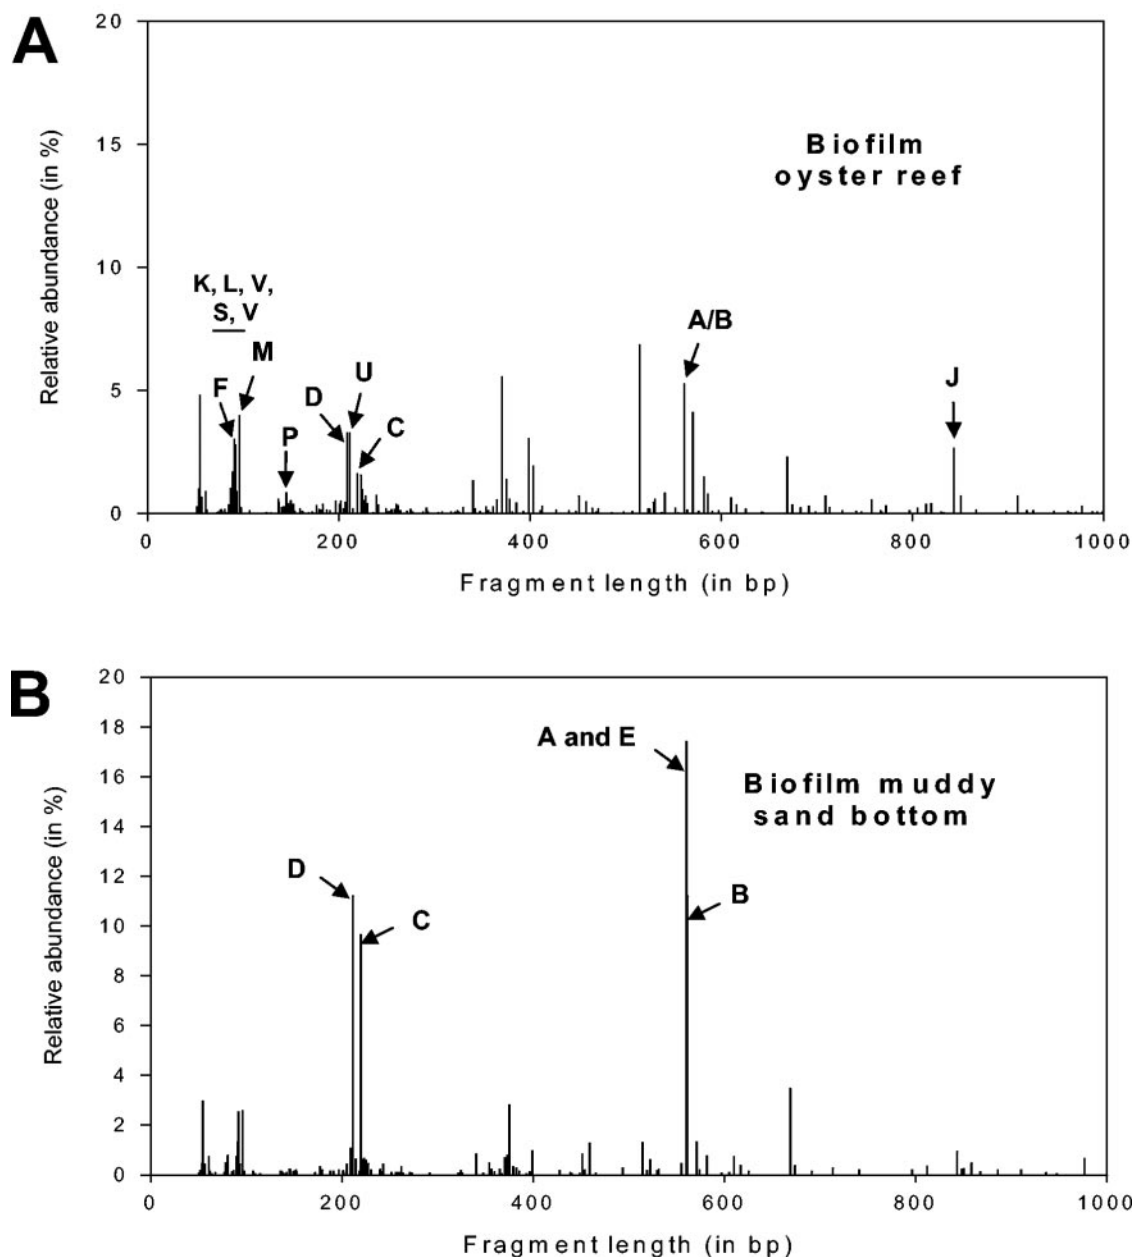 A
Relative abundance (in %)
20
15
10
5
0
Biofilm
oyster reef
K, L, V,
S, V
M
F
P
D
U
C
A/B
J
0 200 400 600 800 1000
Fragment length (in bp)
B
Relative abundance (in %)
20
18
16
14
12
10
8
6
4
2
0
A and E
Biofilm muddy
sand bottom
D
C
B
0 200 400 600 800 1000
Fragment length (in bp)